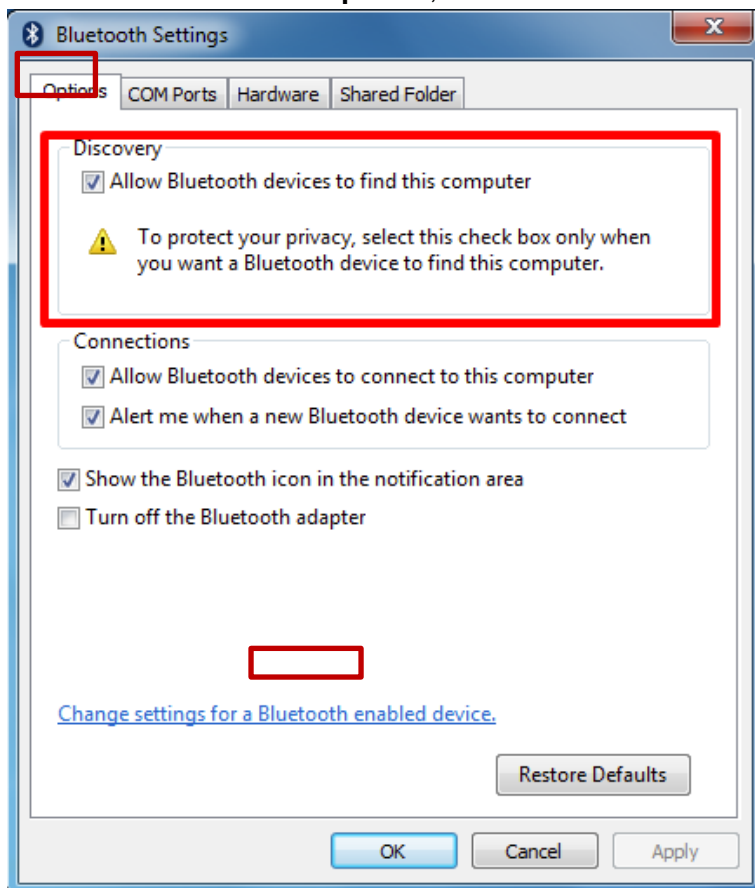 Bluetooth Settings
Options COM Ports Hardware Shared Folder
Discovery
Allow Bluetooth devices to find this computer
To protect your privacy, select this check box only when
you want a Bluetooth device to find this computer.
Connections
Allow Bluetooth devices to connect to this computer
Alert me when a new Bluetooth device wants to connect
Show the Bluetooth icon in the notification area
Turn off the Bluetooth adapter
Change settings for a Bluetooth enabled device.
Restore Defaults
OK Cancel Apply